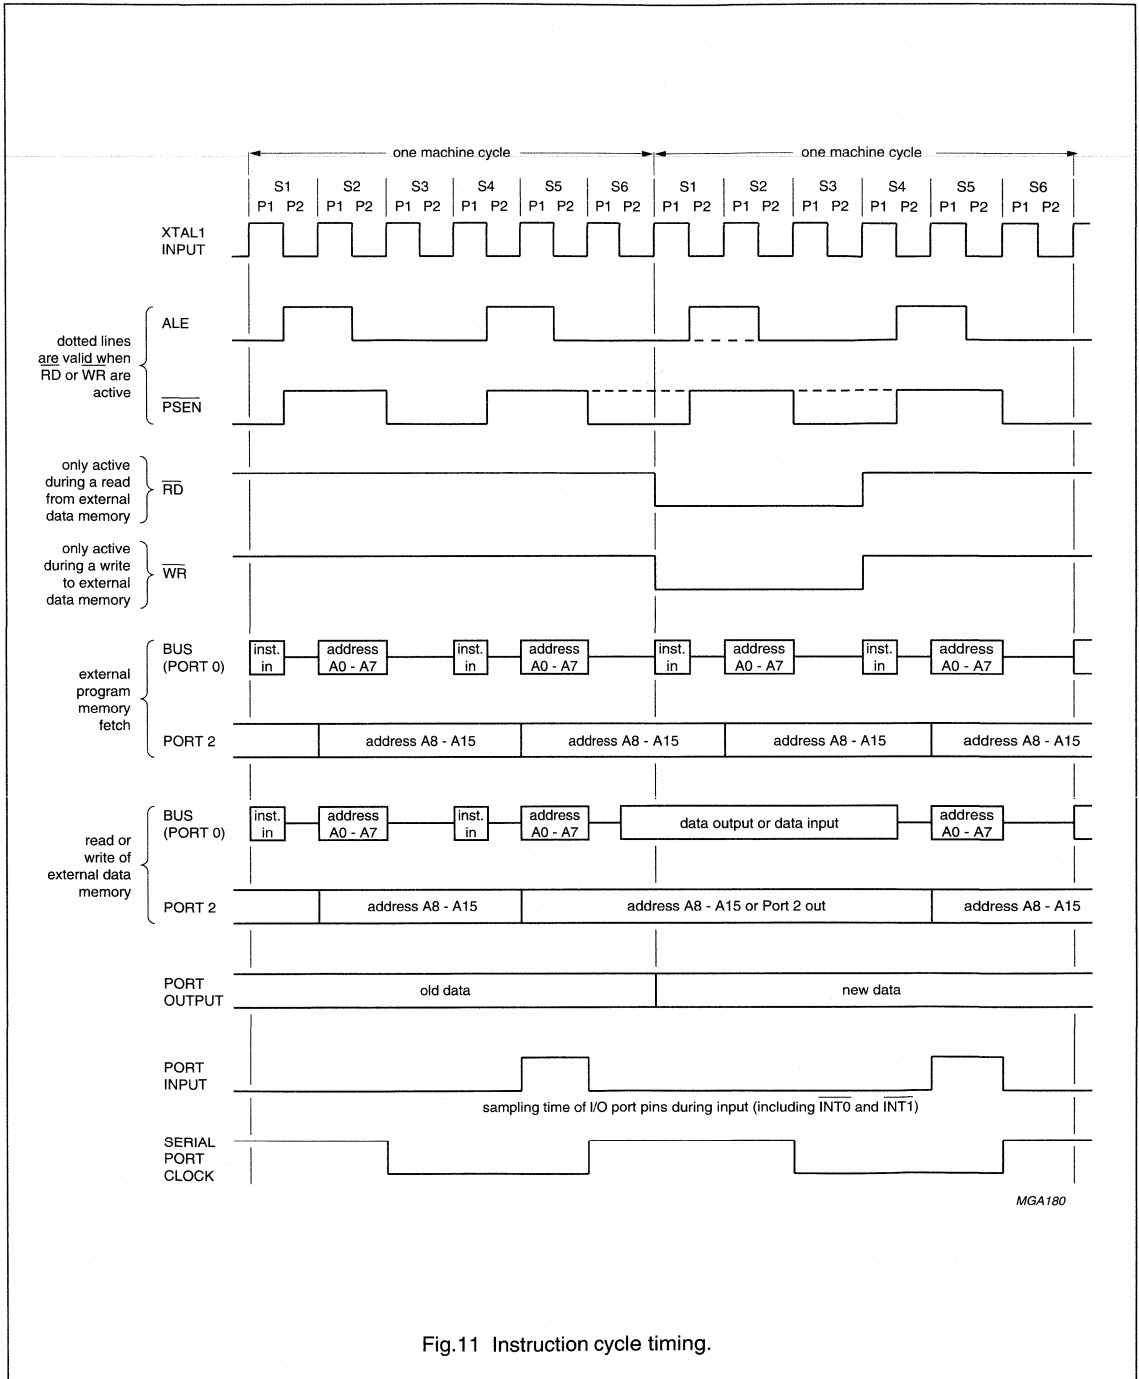 one machine cycle one machine cycle
S1 S2 S3 S4 S5 S6 S1 S2 S3 S4 S5 S6
P1 P2 P1 P2 P1 P2 P1 P2 P1 P2 P1 P2 P1 P2 P1 P2 P1 P2 P1 P2 P1 P2 P1 P2
XTAL1
INPUT
ALE
dotted lines
are valid when
RD or WR are
active
PSEN
only active
during a read
from external
data memory
RD
only active
during a write
to external
data memory
WR
external
program
memory
fetch
BUS
(PORT 0)
inst. address inst. address inst. address inst. address
in A0 - A7 in A0 - A7 in A0 - A7 in A0 - A7
PORT 2 address A8 - A15 address A8 - A15 address A8 - A15 address A8 - A15
read or
write of
external data
memory
BUS
(PORT 0)
inst. address inst. address data output or data input address
in A0 - A7 in A0 - A7 A0 - A7
PORT 2 address A8 - A15 address A8 - A15 or Port 2 out address A8 - A15
PORT
OUTPUT
old data new data
PORT
INPUT
sampling time of I/O port pins during input (including INT0 and INT1)
SERIAL
PORT
CLOCK
MGA180
Fig.11 Instruction cycle timing.